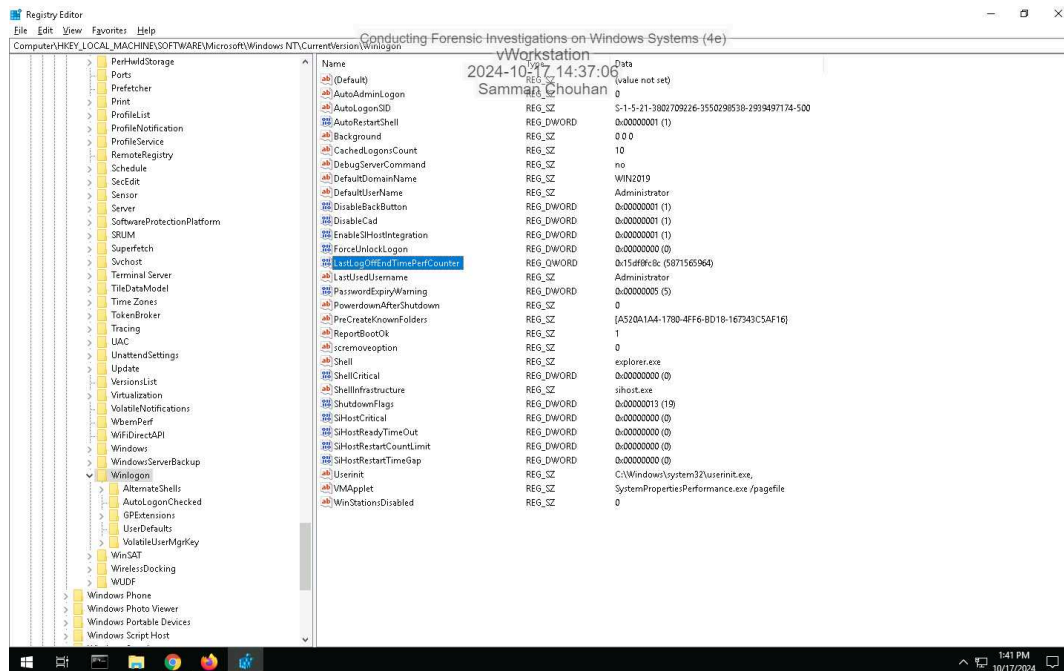 Registry Editor
File Edit View Favorites Help
Computer\HKEY_LOCAL_MACHINE\SOFTWARE\Microsoft\Windows NT\CurrentVersion\Winlogon
Conducting Forensic Investigations on Windows Systems (4e)
vWorkstation
2024-10-17 14:37:06
Samman Chouhan
PerHwIdStorage
Ports
Prefetcher
Print
ProfileList
ProfileNotification
ProfileService
RemoteRegistry
Schedule
SecEdit
Sensor
Server
SoftwareProtectionPlatform
SRUM
Superfetch
Svchost
Terminal Server
TileDataModel
Time Zones
TokenBroker
Tracing
UAC
UnattendSettings
Update
VersionsList
Virtualization
VolatileNotifications
WbemPerf
WiFiDirectAPI
Windows
WindowsServerBackup
Winlogon
AlternateShells
AutoLogonChecked
GPExtensions
UserDefaults
VolatileUserMgrKey
WinSAT
WirelessDocking
WUDF
Windows Phone
Windows Photo Viewer
Windows Portable Devices
Windows Script Host
Name Type Data
(Default) REG_SZ (value not set)
AutoAdminLogon REG_SZ 0
AutoLogonSID REG_SZ S-1-5-21-3802709226-3550298538-2939497174-500
AutoRestartShell REG_DWORD 0x00000001 (1)
Background REG_SZ 0 0 0
CachedLogonsCount REG_SZ 10
DebugServerCommand REG_SZ no
DefaultDomainName REG_SZ WIN2019
DefaultUserName REG_SZ Administrator
DisableBackButton REG_DWORD 0x00000001 (1)
DisableCad REG_DWORD 0x00000001 (1)
EnableSIHostIntegration REG_DWORD 0x00000001 (1)
ForceUnlockLogon REG_DWORD 0x00000000 (0)
LastLogOffEndTimePerfCounter REG_QWORD 0x15df8fc8c (5871565964)
LastUsedUsername REG_SZ Administrator
PasswordExpiryWarning REG_DWORD 0x00000005 (5)
PowerdownAfterShutdown REG_SZ 0
PreCreateKnownFolders REG_SZ {A520A1A4-1780-4FF6-BD18-167343C5AF16}
ReportBootOk REG_SZ 1
scremoveoption REG_SZ 0
Shell REG_SZ explorer.exe
ShellCritical REG_DWORD 0x00000000 (0)
ShellInfrastructure REG_SZ sihost.exe
ShutdownFlags REG_DWORD 0x00000013 (19)
SiHostCritical REG_DWORD 0x00000000 (0)
SiHostReadyTimeOut REG_DWORD 0x00000000 (0)
SiHostRestartCountLimit REG_DWORD 0x00000000 (0)
SiHostRestartTimeGap REG_DWORD 0x00000000 (0)
Userinit REG_SZ C:\Windows\system32\userinit.exe,
VMApplet REG_SZ SystemPropertiesPerformance.exe /pagefile
WinStationsDisabled REG_SZ 0
1:41 PM
10/17/2024